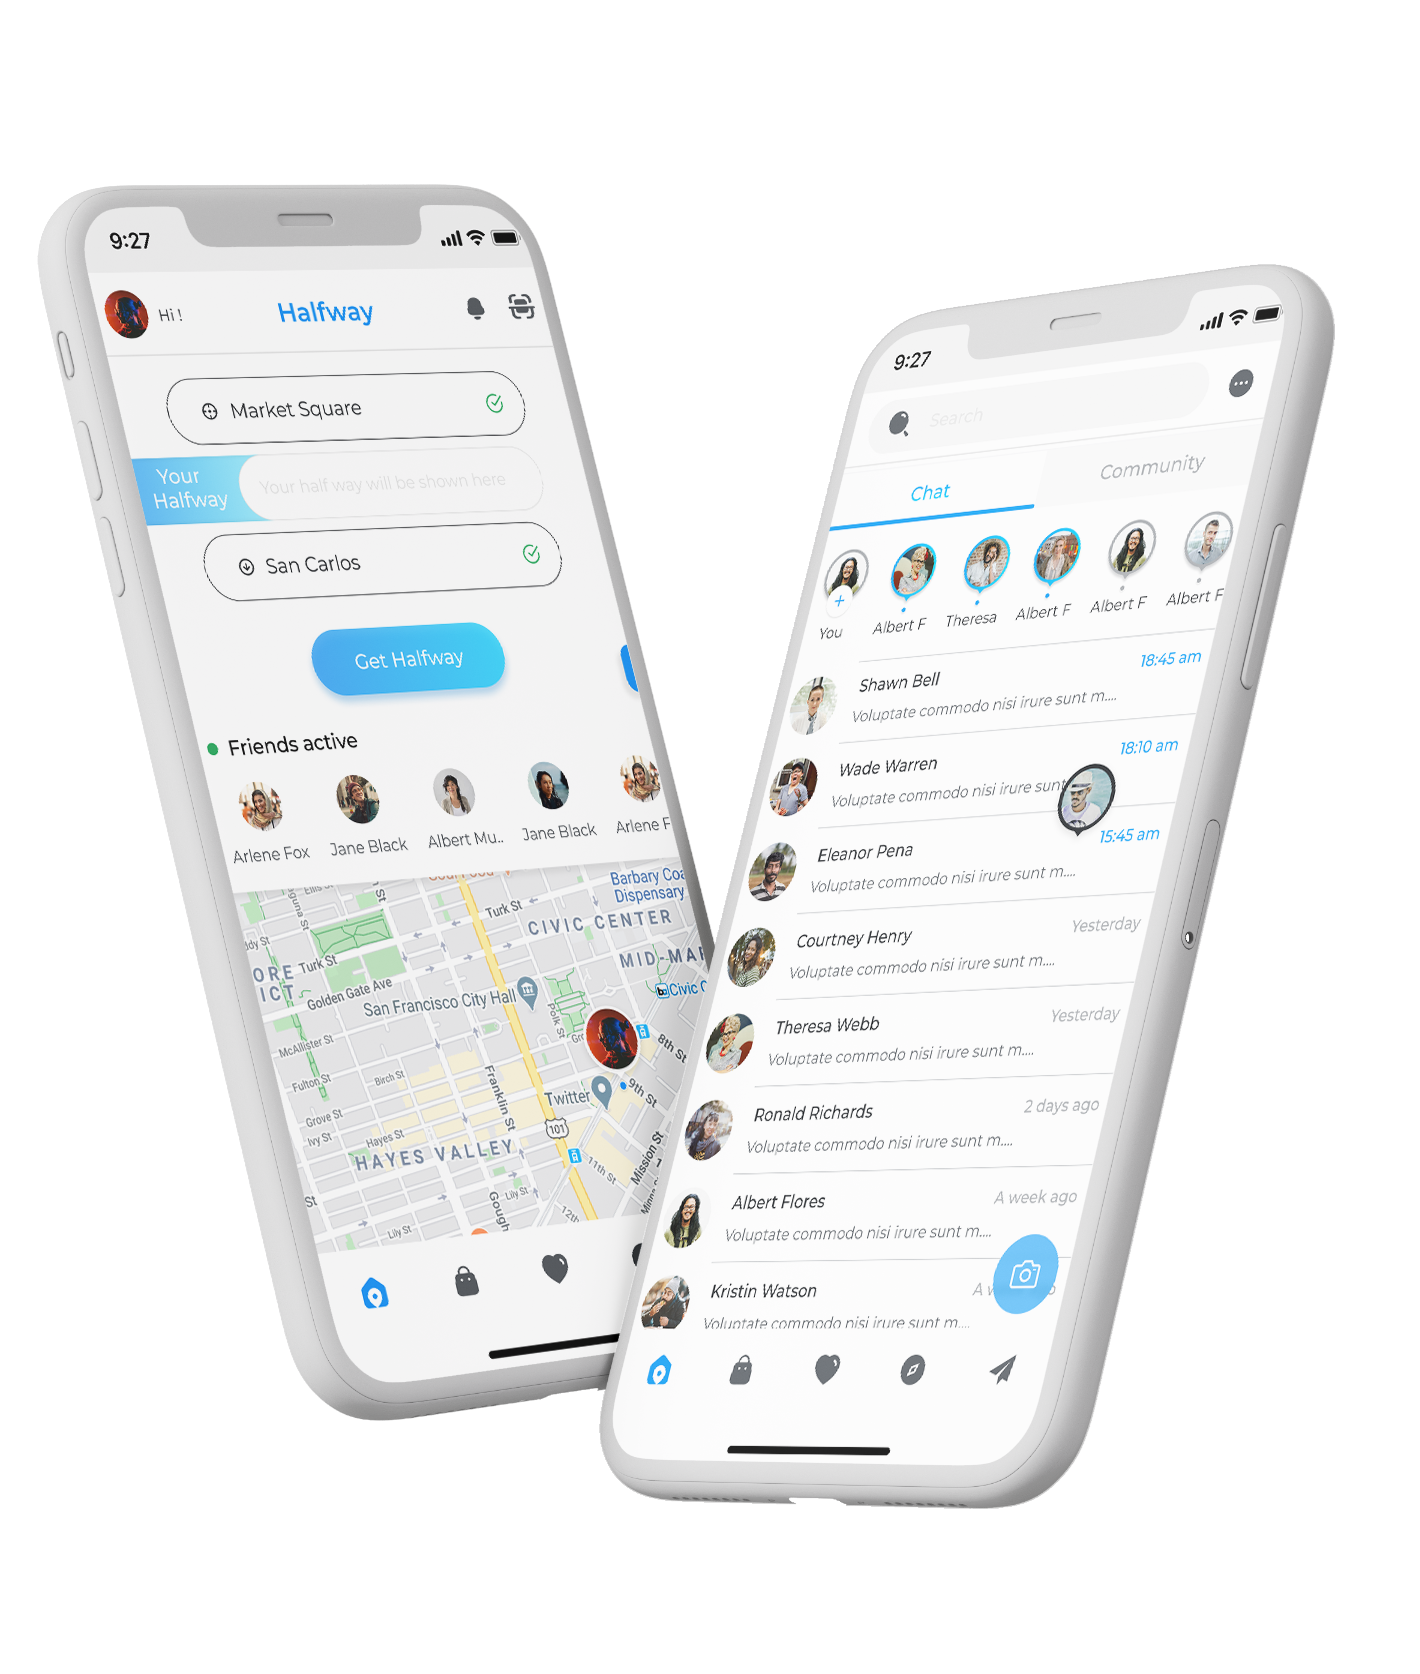 9:27
Hi !
Halfway
Market Square
Your
Halfway
Your half way will be shown here
San Carlos
Get Halfway
Friends active
Arlene Fox
Jane Black
Albert Mu..
Jane Black
Arlene F
Barbary Coa
Dispensary
Turk St
CIVIC CENTER
MID-MAR
Civic C
ORE
ICT
Turk St
Golden Gate Ave
San Francisco City Hall
Polk St
Gro
8th St
McAllister St
Fulton St
Birch St
Franklin St
Twitter
9th St
Grove St
Ivy St
Hayes St
101
HAYES VALLEY
11th St
Mission St
Lily St
Gough
12th
St
Lily St
9:27
Search
Chat
Community
You
Albert F
Theresa
Albert F
Albert F
Albert F
Shawn Bell
18:45 am
Voluptate commodo nisi irure sunt m....
Wade Warren
18:10 am
Voluptate commodo nisi irure sunt
Eleanor Pena
15:45 am
Voluptate commodo nisi irure sunt m....
Courtney Henry
Yesterday
Voluptate commodo nisi irure sunt m....
Theresa Webb
Yesterday
Voluptate commodo nisi irure sunt m....
Ronald Richards
2 days ago
Voluptate commodo nisi irure sunt m....
Albert Flores
A week ago
Voluptate commodo nisi irure sunt m....
Kristin Watson
A w
Voluptate commodo nisi irure sunt m....